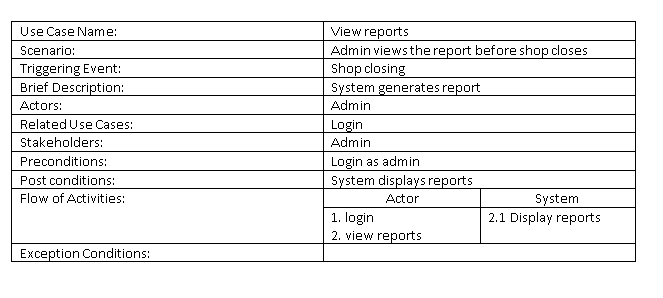 Use Case Name: View reports
Scenario: Admin views the report before shop closes
Triggering Event: Shop closing
Brief Description: System generates report
Actors: Admin
Related Use Cases: Login
Stakeholders: Admin
Preconditions: Login as admin
Post conditions: System displays reports
Flow of Activities: Actor System
1. login 2.1 Display reports
2. view reports
Exception Conditions: